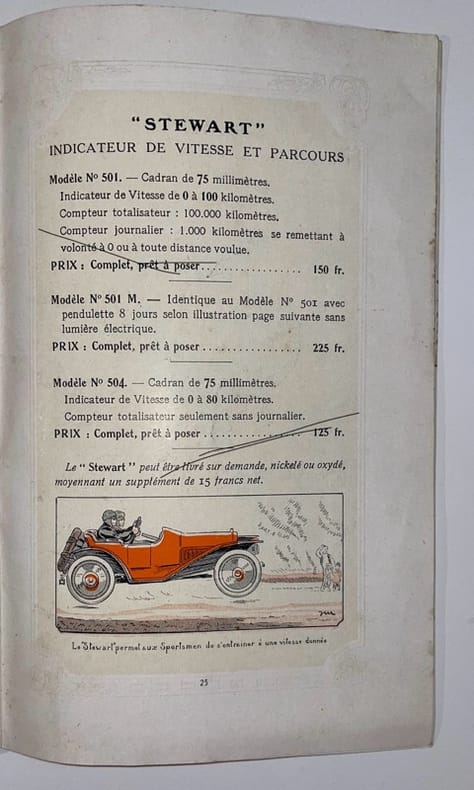 "STEWART"
INDICATEUR DE VITESSE ET PARCOURS
Modèle Nº 501. — Cadran de 75 millimètres.
Indicateur de Vitesse de 0 à 100 kilomètres.
Compteur totalisateur : 100.000 kilomètres.
Compteur journalier : 1.000 kilomètres se remettant à
volonté à 0 ou à toute distance voulue.
PRIX : Complet, prêt à poser ................. 150 fr.
Modèle Nº 501 M. — Identique au Modèle Nº 501 avec
pendulette 8 jours selon illustration page suivante sans
lumière électrique.
PRIX : Complet, prêt à poser ................. 225 fr.
Modèle Nº 504. — Cadran de 75 millimètres.
Indicateur de Vitesse de 0 à 80 kilomètres.
Compteur totalisateur seulement sans journalier.
PRIX : Complet, prêt à poser ................. 125 fr.
Le "Stewart" peut être livré sur demande, nickelé ou oxydé,
moyennant un supplément de 15 francs net.
Le "Stewart" permet aux Sportsmen de s'entrainer à une vitesse donnée
25